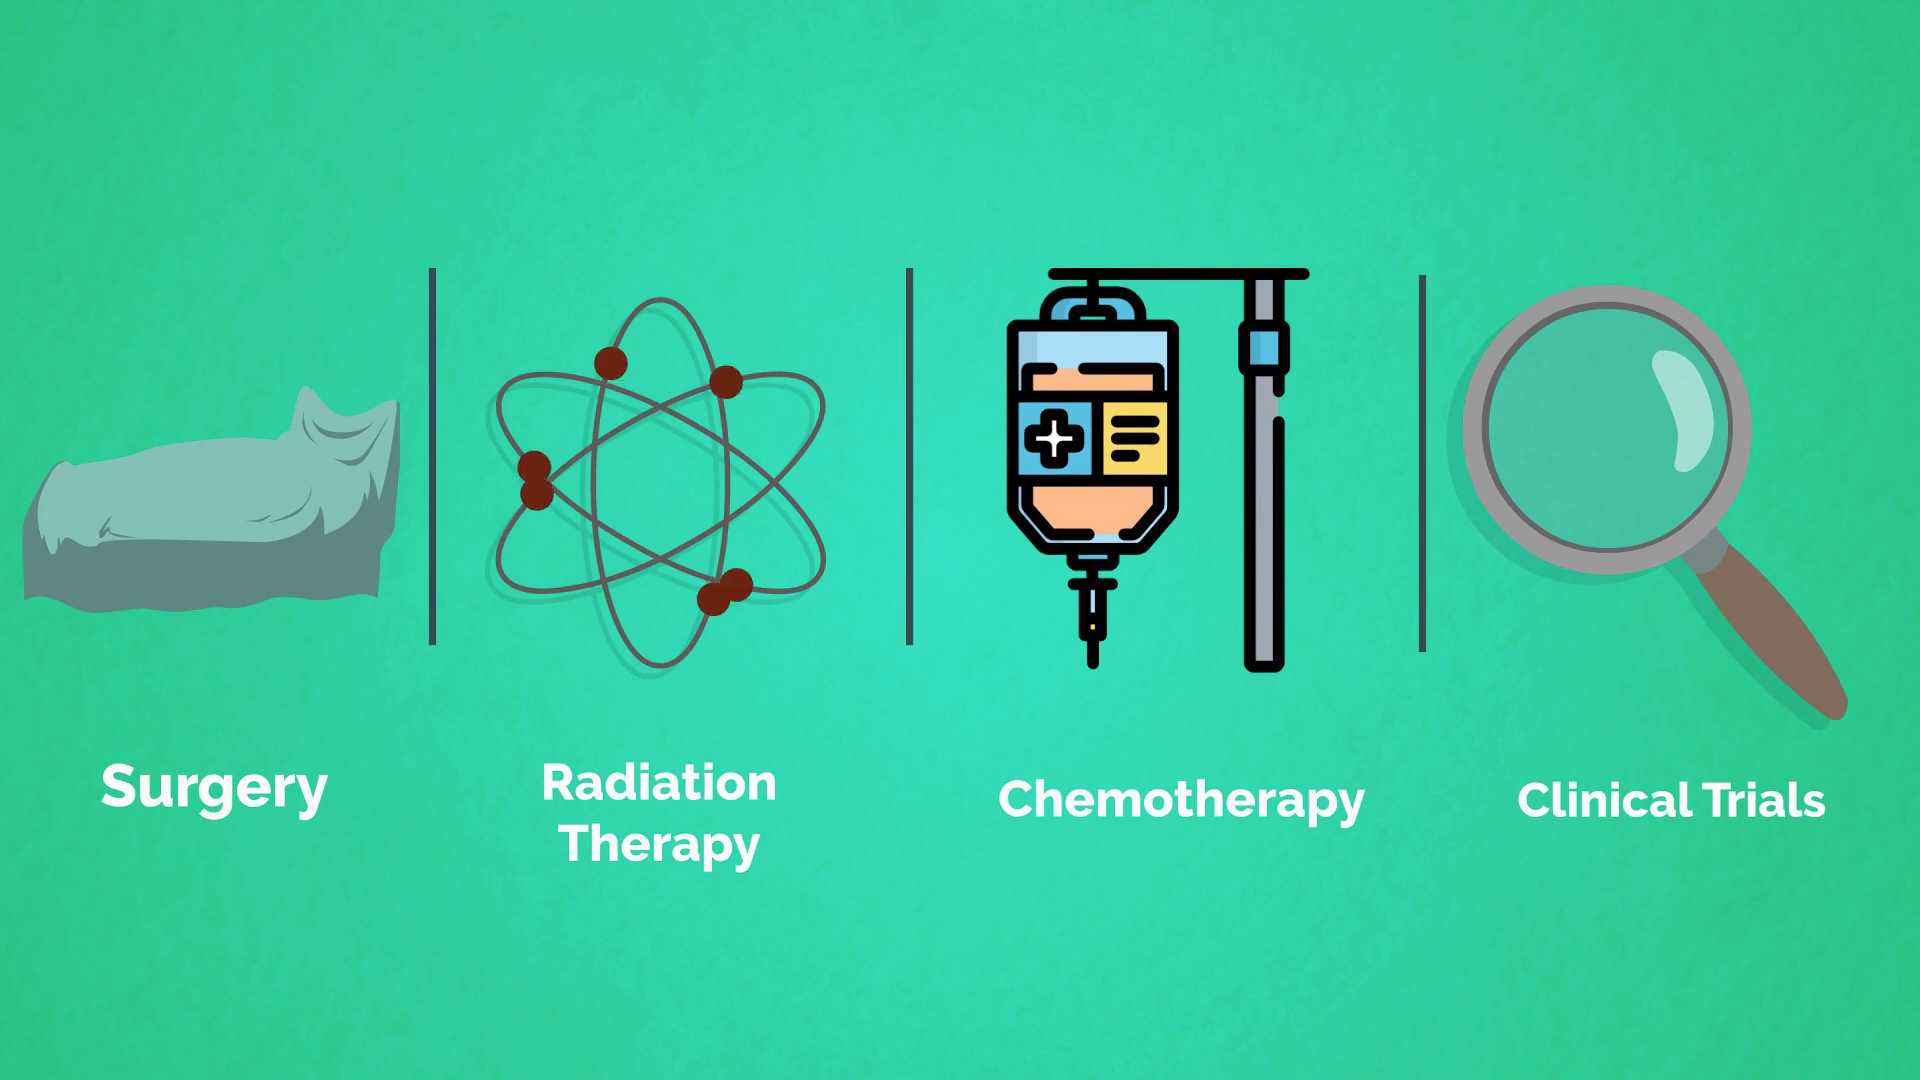 Surgery
Radiation
Therapy
Chemotherapy
Clinical Trials